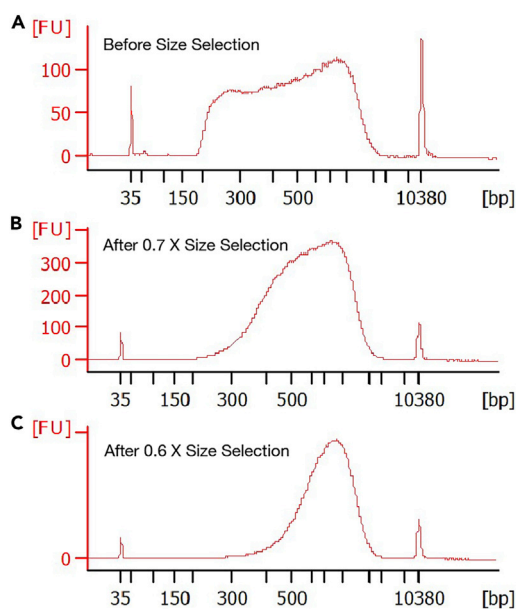 A
[FU]
Before Size Selection
100
50
0
35 150 300 500 10380 [bp]
B
[FU]
After 0.7 X Size Selection
300
200
100
0
35 150 300 500 10380 [bp]
C
[FU]
After 0.6 X Size Selection
0
35 150 300 500 10380 [bp]